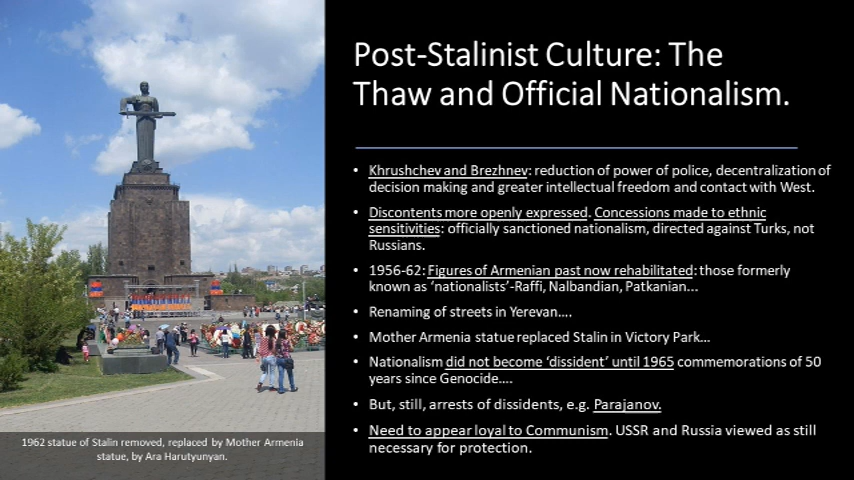 Post-Stalinist Culture: The
Thaw and Official Nationalism.
• Khrushchev and Brezhnev: reduction of power of police, decentralization of
decision making and greater intellectual freedom and contact with West.
• Discontents more openly expressed. Concessions made to ethnic
sensitivities: officially sanctioned nationalism, directed against Turks, not
Russians.
• 1956-62: Figures of Armenian past now rehabilitated: those formerly
known as ‘nationalists’-Raffi, Nalbandian, Patkanian...
• Renaming of streets in Yerevan....
• Mother Armenia statue replaced Stalin in Victory Park...
• Nationalism did not become ‘dissident’ until 1965 commemorations of 50
years since Genocide....
• But, still, arrests of dissidents, e.g. Parajanov.
• Need to appear loyal to Communism. USSR and Russia viewed as still
necessary for protection.
1962 statue of Stalin removed, replaced by Mother Armenia
statue, by Ara Harutyunyan.